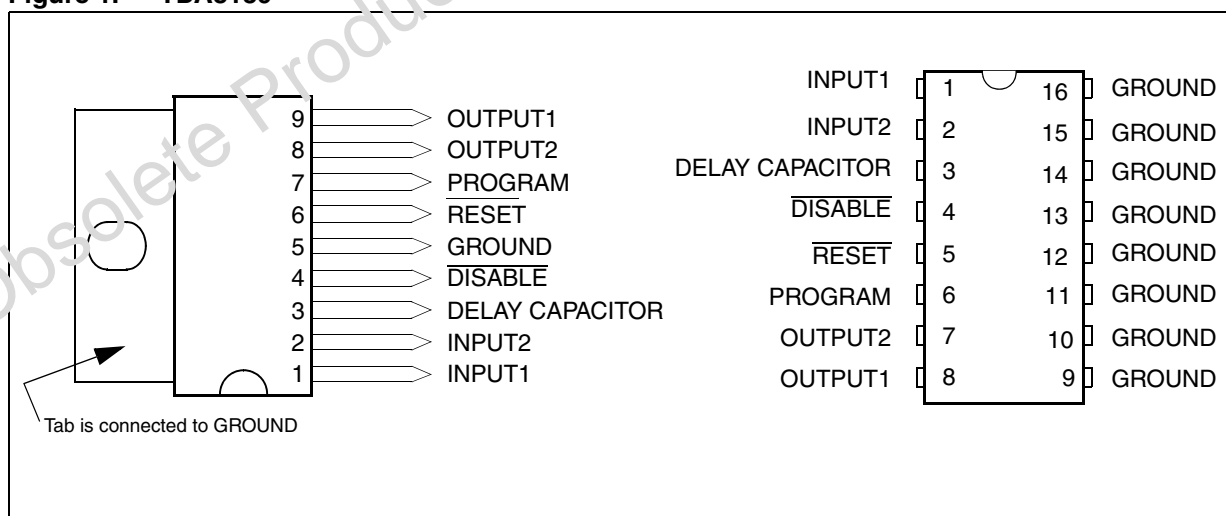 Obsolete Produc
9 OUTPUT1
8 OUTPUT2
7 PROGRAM
6 RESET
5 GROUND
4 DISABLE
3 DELAY CAPACITOR
2 INPUT2
1 INPUT1
Tab is connected to GROUND
INPUT1 1 16 GROUND
INPUT2 2 15 GROUND
DELAY CAPACITOR 3 14 GROUND
DISABLE 4 13 GROUND
RESET 5 12 GROUND
PROGRAM 6 11 GROUND
OUTPUT2 7 10 GROUND
OUTPUT1 8 9 GROUND